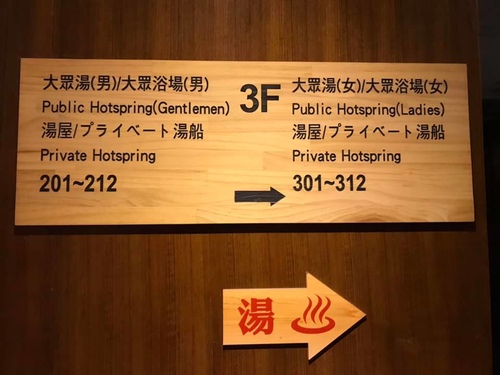 大眾湯(男)/大眾浴場(男)
Public Hotspring(Gentlemen)
湯屋/プライベート湯船
Private Hotspring
201~212
3F
大眾湯(女)/大眾浴場(女)
Public Hotspring(Ladies)
湯屋/プライベート湯船
Private Hotspring
301~312
湯